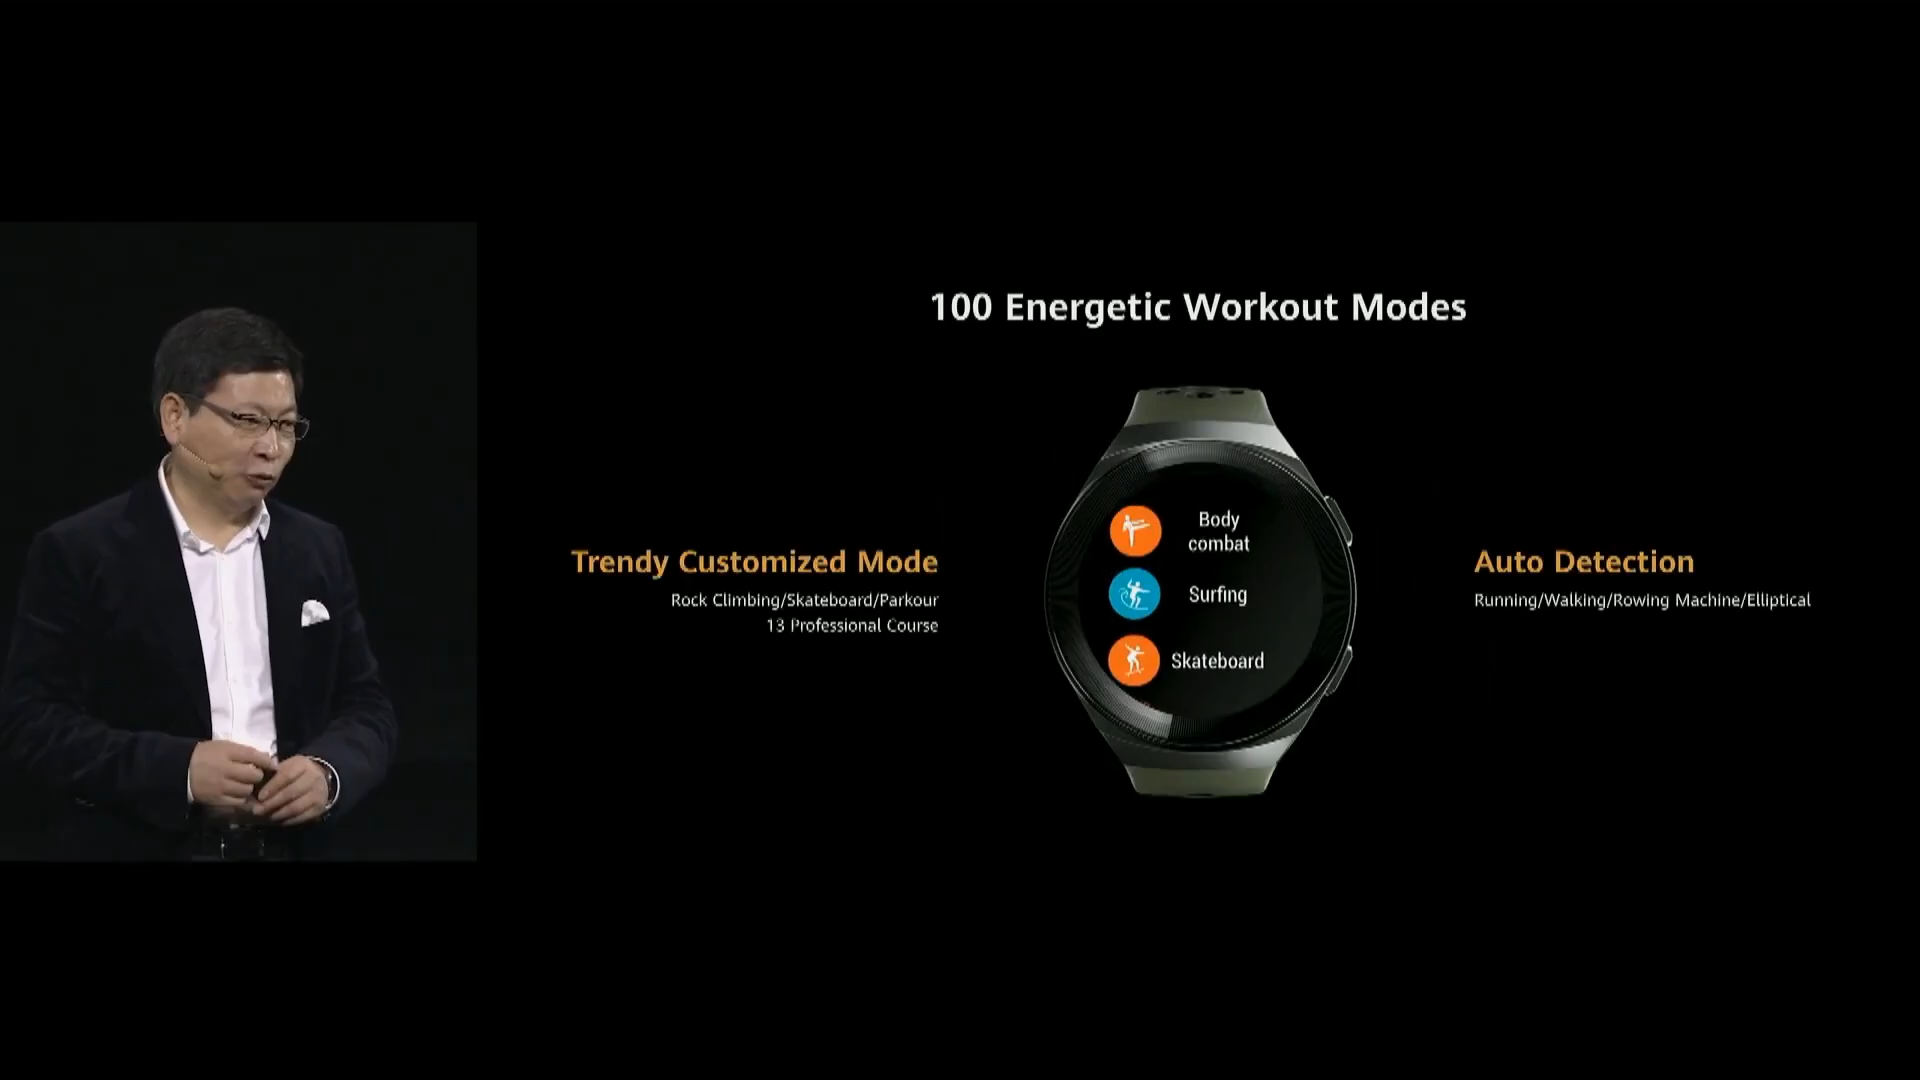 100 Energetic Workout Modes
Trendy Customized Mode
Rock Climbing/Skateboard/Parkour
13 Professional Course
Body
combat
Surfing
Skateboard
Auto Detection
Running/Walking/Rowing Machine/Elliptical